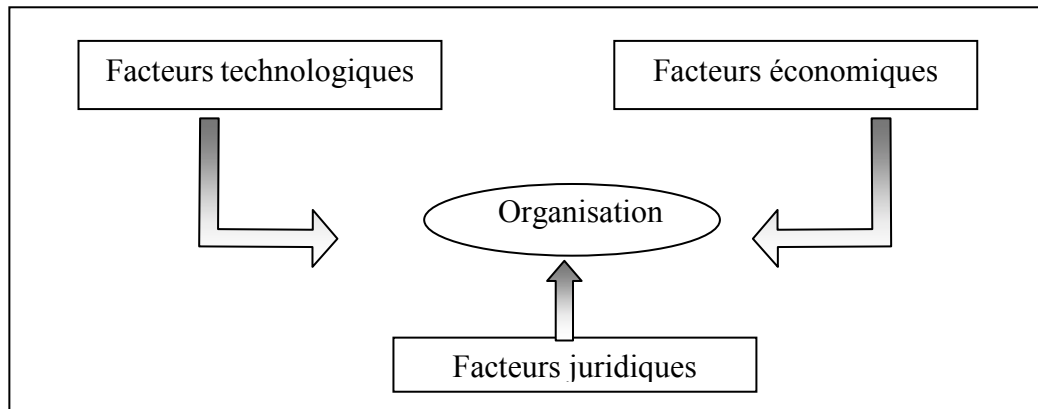 Facteurs technologiques
Facteurs économiques
Organisation
Facteurs juridiques